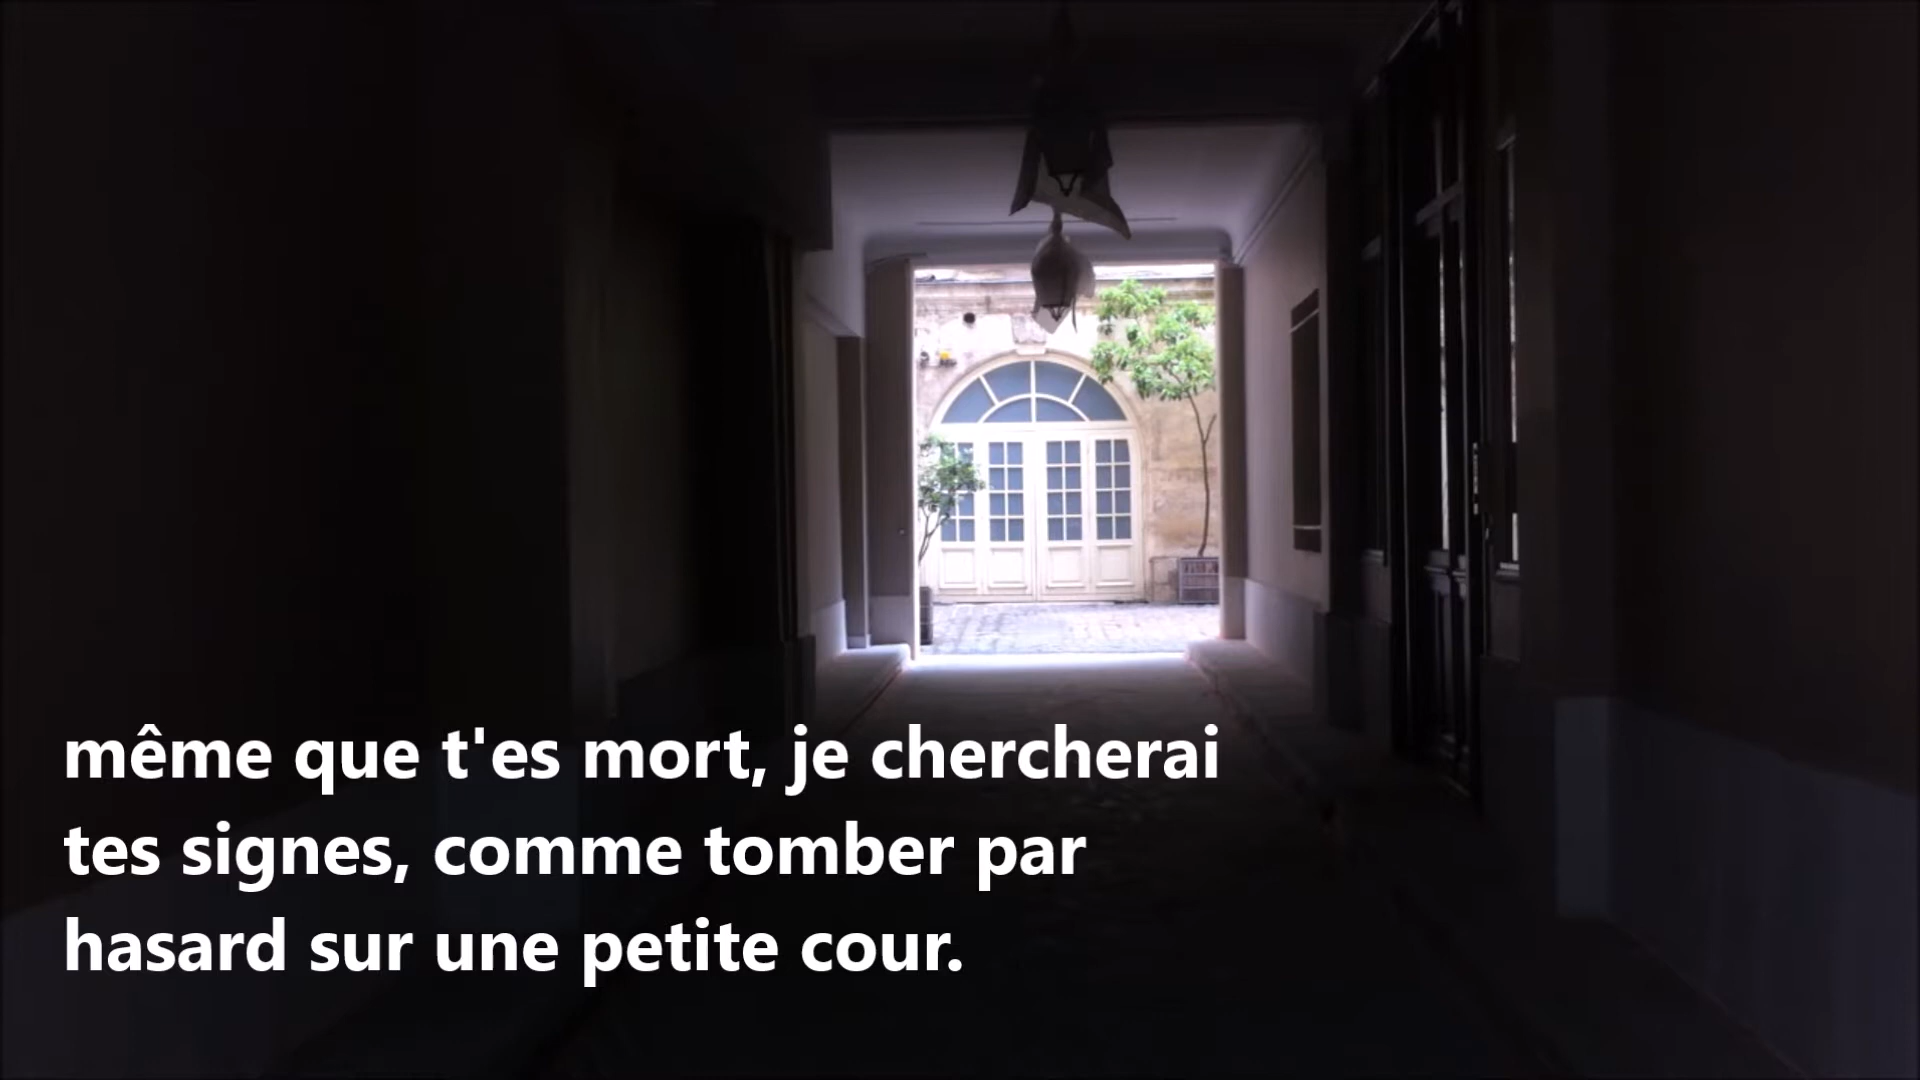 même que t'es mort, je chercherai
tes signes, comme tomber par
hasard sur une petite cour.